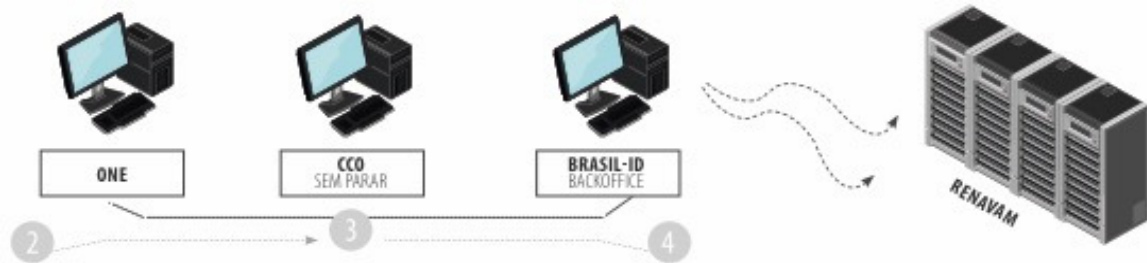 ONE
CCO
SEM PARAR
BRASIL-ID
BACKOFFICE
RENAVAM
2
3
4